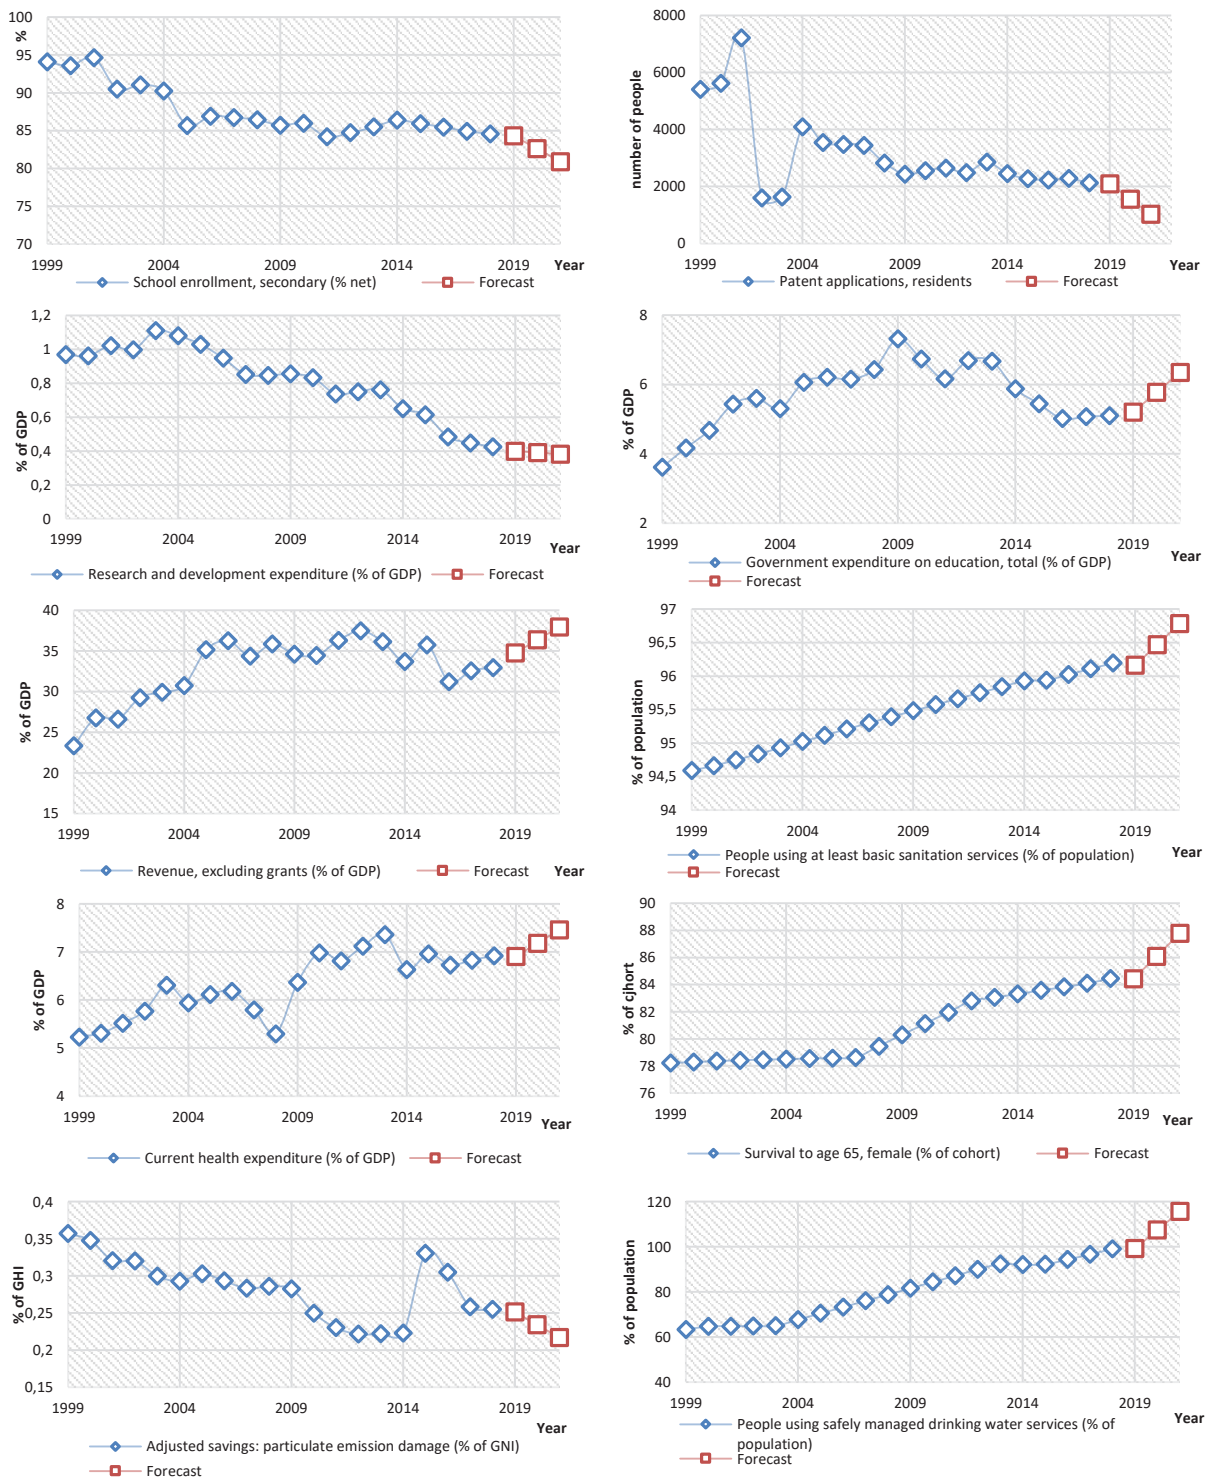 100
95
90
85
80
75
70
%
1999 2004 2009 2014 2019 Year
School enrollment, secondary (% net) Forecast
8000
6000
4000
2000
0
number of people
1999 2004 2009 2014 2019 Year
Patent applications, residents Forecast
1,2
1
0,8
0,6
0,4
0,2
0
% of GDP
1999 2004 2009 2014 2019 Year
Research and development expenditure (% of GDP) Forecast
8
6
4
2
% of GDP
1999 2004 2009 2014 2019 Year
Government expenditure on education, total (% of GDP)
Forecast
40
35
30
25
20
15
% of GDP
1999 2004 2009 2014 2019
Revenue, excluding grants (% of GDP) Forecast Year
97
96,5
96
95,5
95
94,5
94
% of population
1999 2004 2009 2014 2019
People using at least basic sanitation services (% of population) Year
Forecast
8
7
6
5
4
% of GDP
1999 2004 2009 2014 2019 Year
Current health expenditure (% of GDP) Forecast
90
88
86
84
82
80
78
76
% of cjhort
1999 2004 2009 2014 2019 Year
Survival to age 65, female (% of cohort) Forecast
0,4
0,35
0,3
0,25
0,2
0,15
% of GHI
1999 2004 2009 2014 2019 Year
Adjusted savings: particulate emission damage (% of GNI)
Forecast
120
100
80
60
40
% of population
1999 2004 2009 2014 2019 Year
People using safely managed drinking water services (% of
population)
Forecast